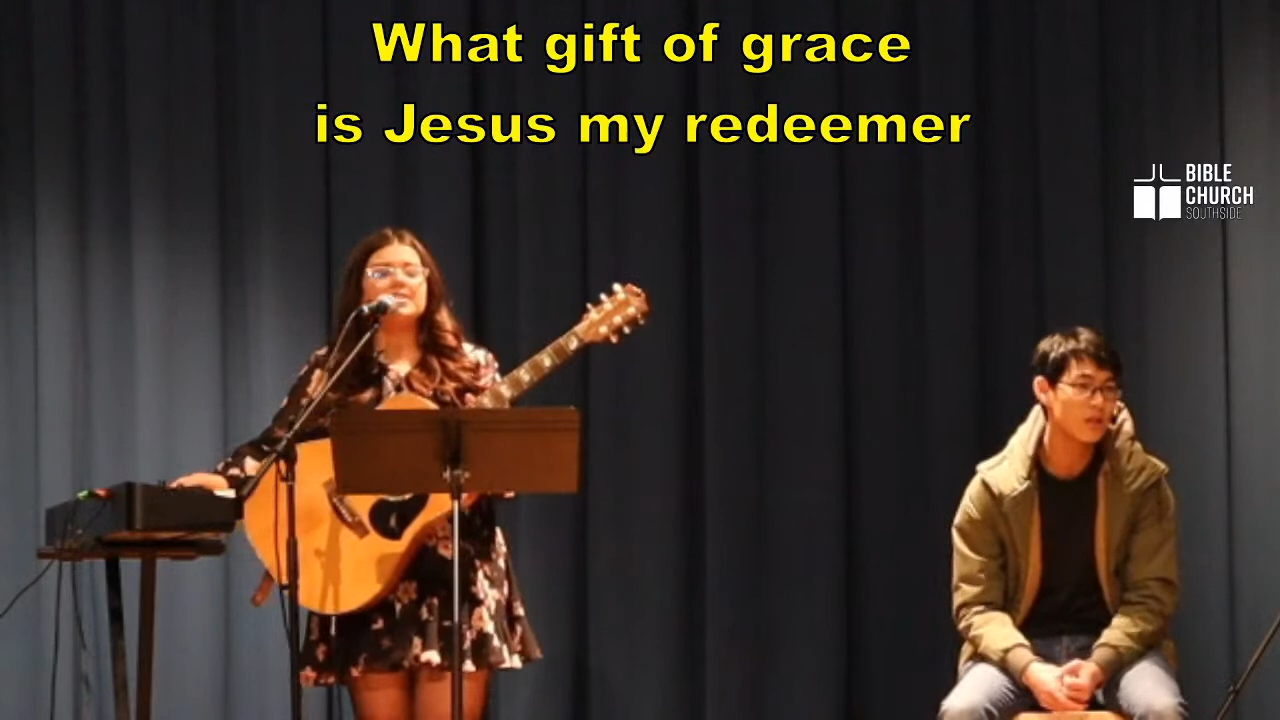 What gift of grace
is Jesus my redeemer
BIBLE
CHURCH
SOUTHSIDE